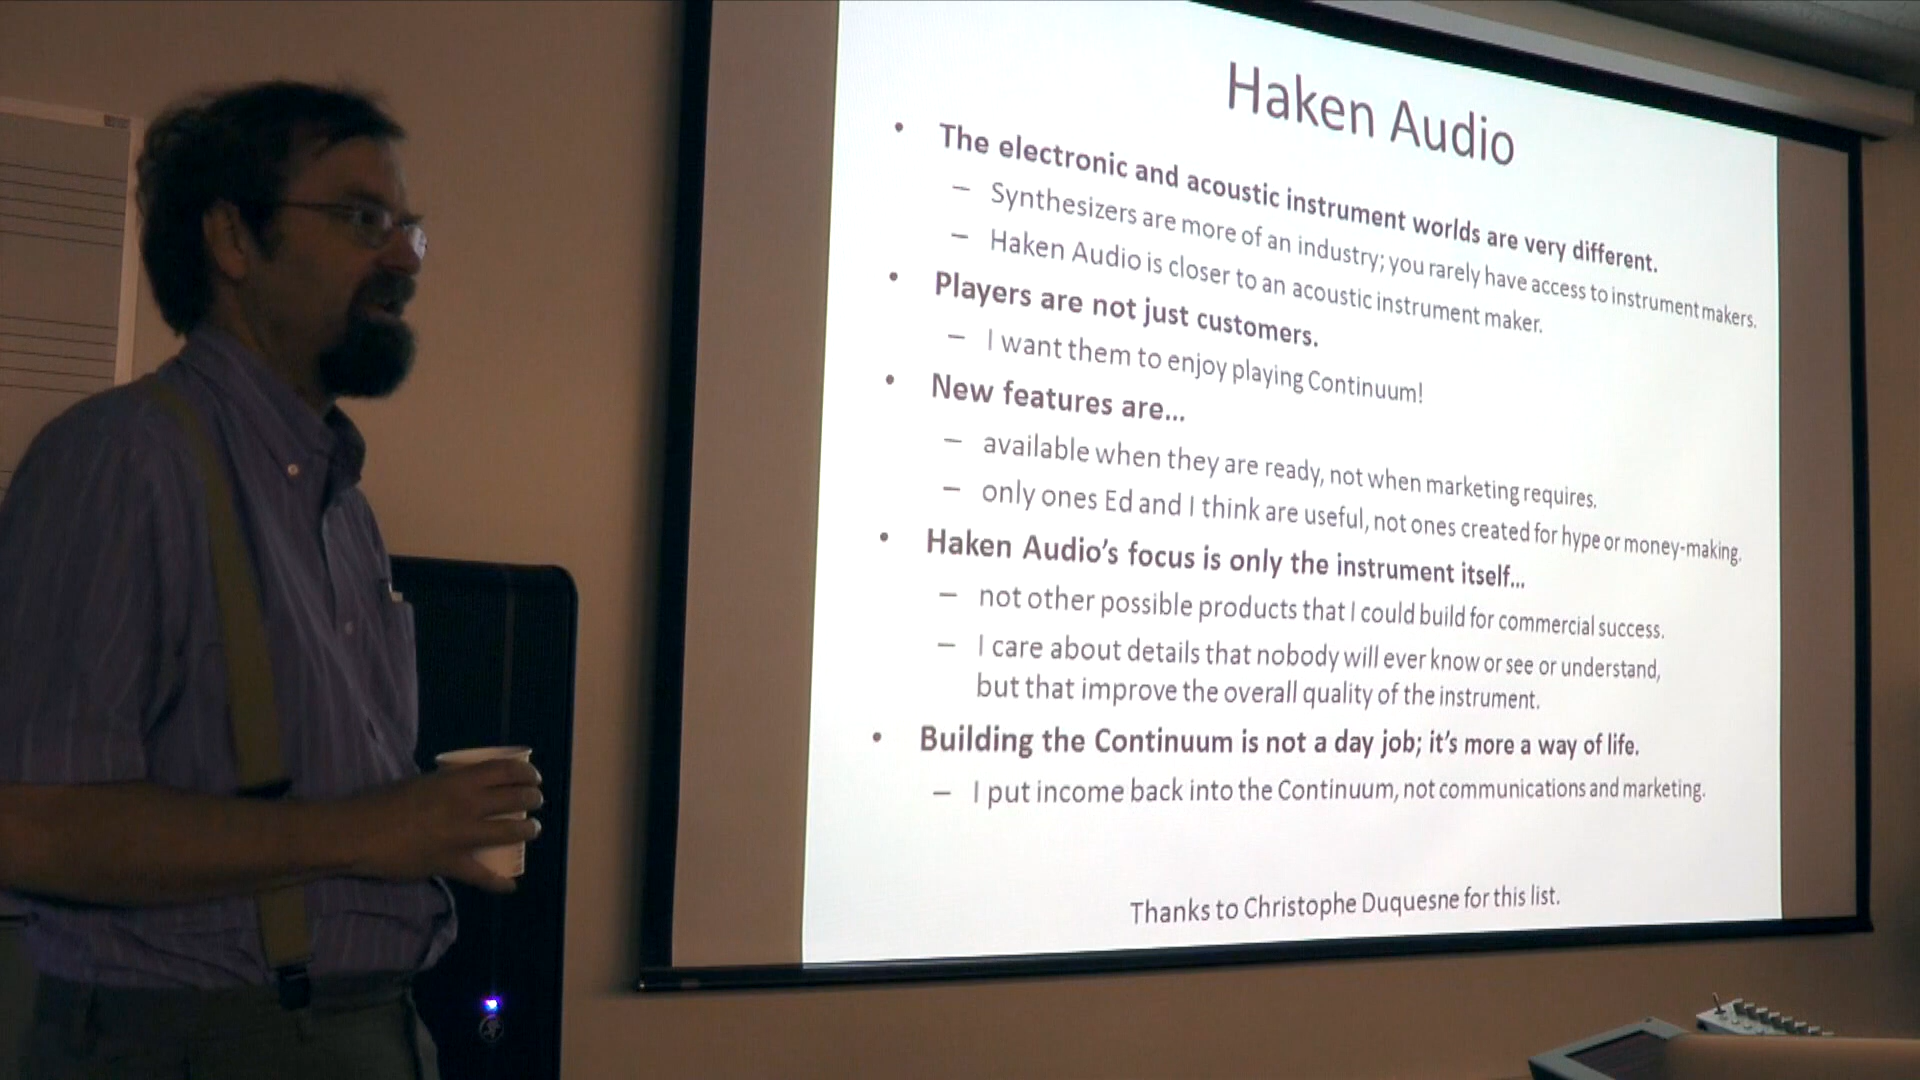 Haken Audio
• The electronic and acoustic instrument worlds are very different.
– Synthesizers are more of an industry; you rarely have access to instrument makers.
– Haken Audio is closer to an acoustic instrument maker.
• Players are not just customers.
– I want them to enjoy playing Continuum!
• New features are...
– available when they are ready, not when marketing requires.
– only ones Ed and I think are useful, not ones created for hype or money-making.
• Haken Audio's focus is only the instrument itself...
– not other possible products that I could build for commercial success.
– I care about details that nobody will ever know or see or understand,
but that improve the overall quality of the instrument.
• Building the Continuum is not a day job; it's more a way of life.
– I put income back into the Continuum, not communications and marketing.
Thanks to Christophe Duquesne for this list.